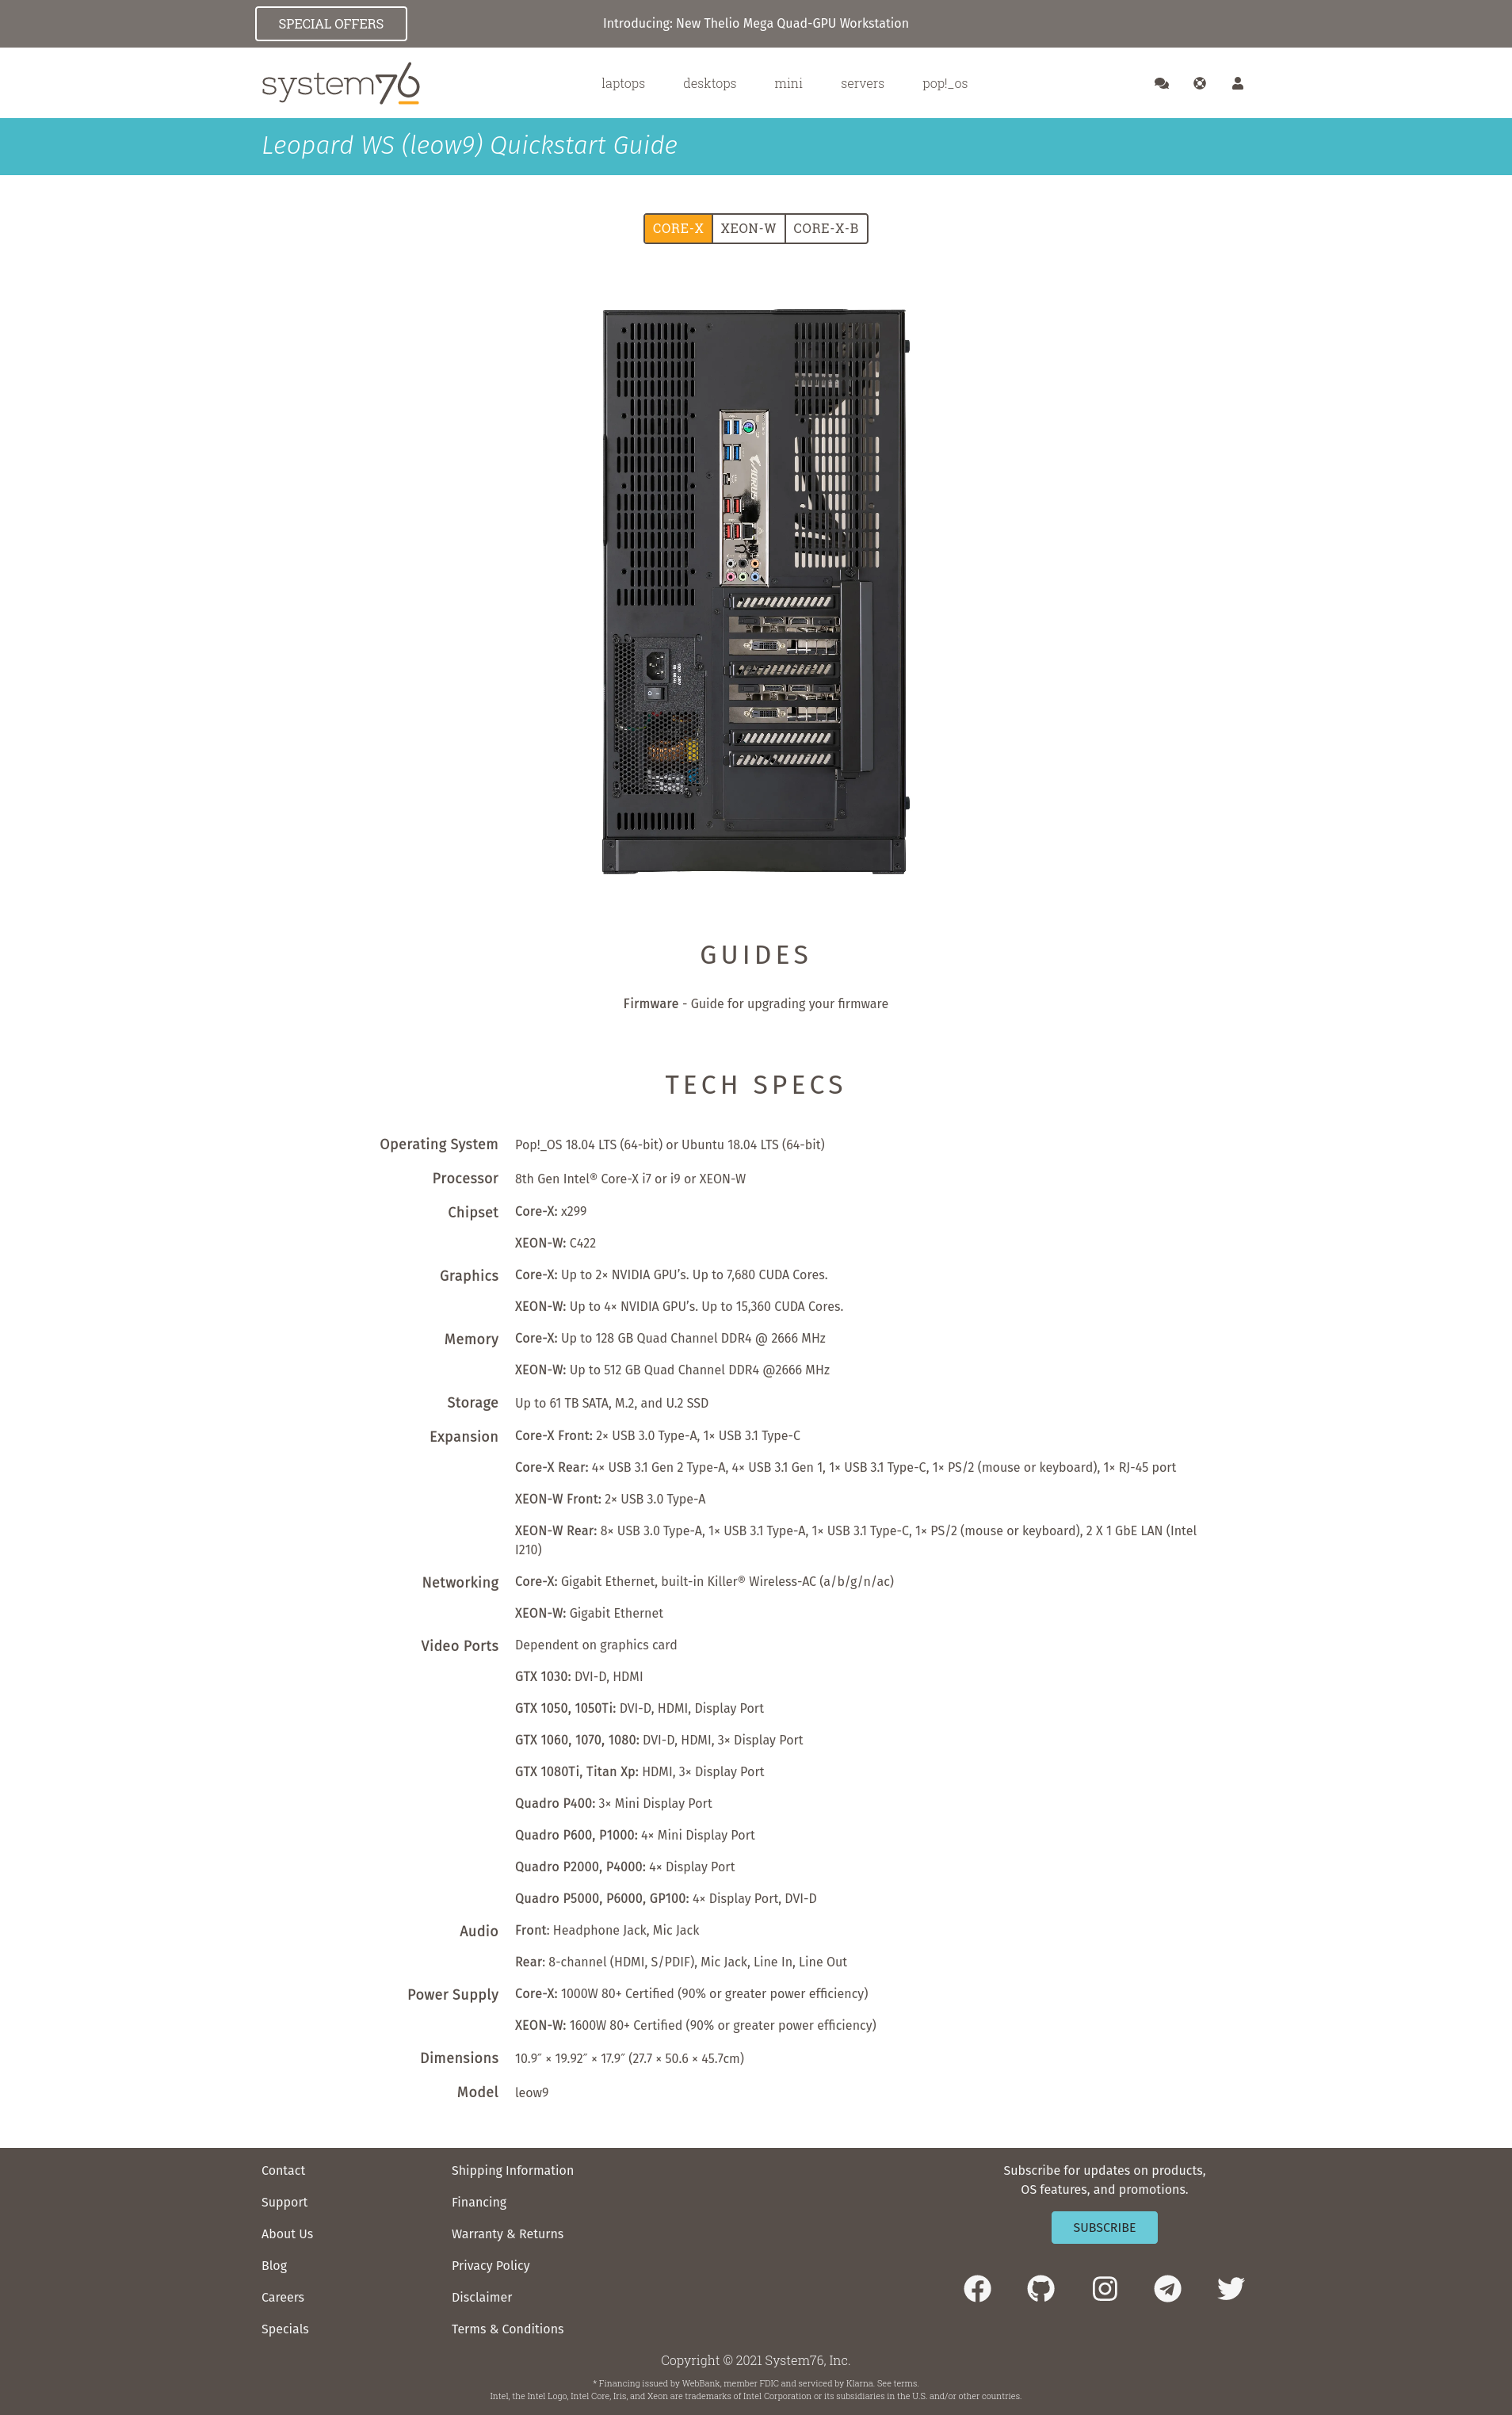 SPECIAL OFFERS
Introducing: New Thelio Mega Quad-GPU Workstation
system76
laptops
desktops
mini
servers
pop!_os
Leopard WS (leow9) Quickstart Guide
CORE-X
XEON-W
CORE-X-B
AORUS
GUIDES
Firmware - Guide for upgrading your firmware
TECH SPECS
Operating System
Pop!_OS 18.04 LTS (64-bit) or Ubuntu 18.04 LTS (64-bit)
Processor
8th Gen Intel® Core-X i7 or i9 or XEON-W
Chipset
Core-X: x299
XEON-W: C422
Graphics
Core-X: Up to 2× NVIDIA GPU’s. Up to 7,680 CUDA Cores.
XEON-W: Up to 4× NVIDIA GPU’s. Up to 15,360 CUDA Cores.
Memory
Core-X: Up to 128 GB Quad Channel DDR4 @ 2666 MHz
XEON-W: Up to 512 GB Quad Channel DDR4 @2666 MHz
Storage
Up to 61 TB SATA, M.2, and U.2 SSD
Expansion
Core-X Front: 2× USB 3.0 Type-A, 1× USB 3.1 Type-C
Core-X Rear: 4× USB 3.1 Gen 2 Type-A, 4× USB 3.1 Gen 1, 1× USB 3.1 Type-C, 1× PS/2 (mouse or keyboard), 1× RJ-45 port
XEON-W Front: 2× USB 3.0 Type-A
XEON-W Rear: 8× USB 3.0 Type-A, 1× USB 3.1 Type-A, 1× USB 3.1 Type-C, 1× PS/2 (mouse or keyboard), 2 X 1 GbE LAN (Intel
I210)
Networking
Core-X: Gigabit Ethernet, built-in Killer® Wireless-AC (a/b/g/n/ac)
XEON-W: Gigabit Ethernet
Video Ports
Dependent on graphics card
GTX 1030: DVI-D, HDMI
GTX 1050, 1050Ti: DVI-D, HDMI, Display Port
GTX 1060, 1070, 1080: DVI-D, HDMI, 3× Display Port
GTX 1080Ti, Titan Xp: HDMI, 3× Display Port
Quadro P400: 3× Mini Display Port
Quadro P600, P1000: 4× Mini Display Port
Quadro P2000, P4000: 4× Display Port
Quadro P5000, P6000, GP100: 4× Display Port, DVI-D
Audio
Front: Headphone Jack, Mic Jack
Rear: 8-channel (HDMI, S/PDIF), Mic Jack, Line In, Line Out
Power Supply
Core-X: 1000W 80+ Certified (90% or greater power efficiency)
XEON-W: 1600W 80+ Certified (90% or greater power efficiency)
Dimensions
10.9″ × 19.92″ × 17.9″ (27.7 × 50.6 × 45.7cm)
Model
leow9
Contact
Support
About Us
Blog
Careers
Specials
Shipping Information
Financing
Warranty & Returns
Privacy Policy
Disclaimer
Terms & Conditions
Subscribe for updates on products,
OS features, and promotions.
SUBSCRIBE
Copyright © 2021 System76, Inc.
* Financing issued by WebBank, member FDIC and serviced by Klarna. See terms.
Intel, the Intel Logo, Intel Core, Iris, and Xeon are trademarks of Intel Corporation or its subsidiaries in the U.S. and/or other countries.